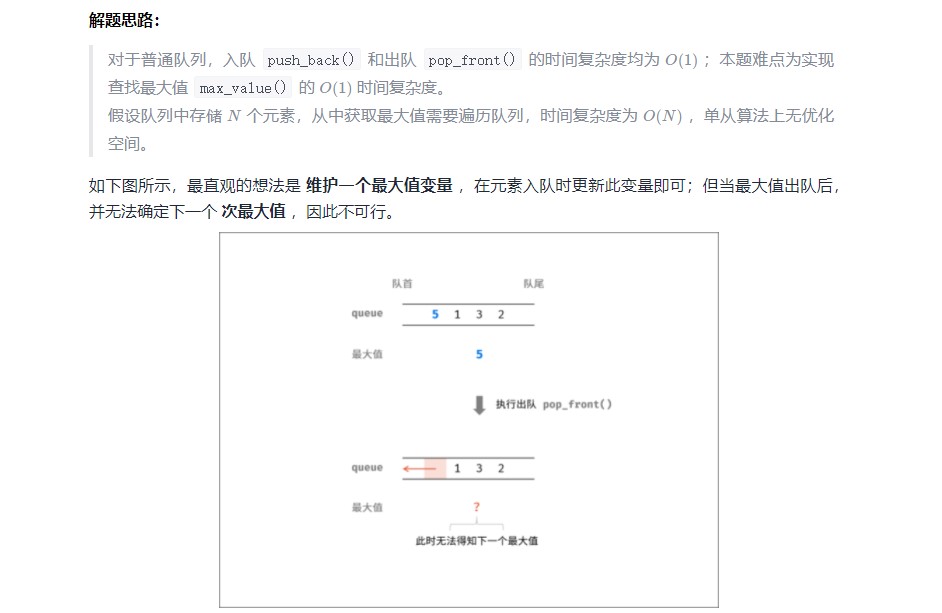 解题思路：
对于普通队列，入队 push_back() 和出队 pop_front() 的时间复杂度均为 O(1) ；本题难点为实现
查找最大值 max_value() 的 O(1) 时间复杂度。
假设队列中存储 N 个元素，从中获取最大值需要遍历队列，时间复杂度为 O(N) ，单从算法上无优化
空间。
如下图所示，最直观的想法是 维护一个最大值变量 ，在元素入队时更新此变量即可；但当最大值出队后，
并无法确定下一个 次最大值 ，因此不可行。
队首 队尾
queue 5 1 3 2
最大值 5
执行出队 pop_front()
queue 1 3 2
最大值 ?
此时无法得知下一个最大值